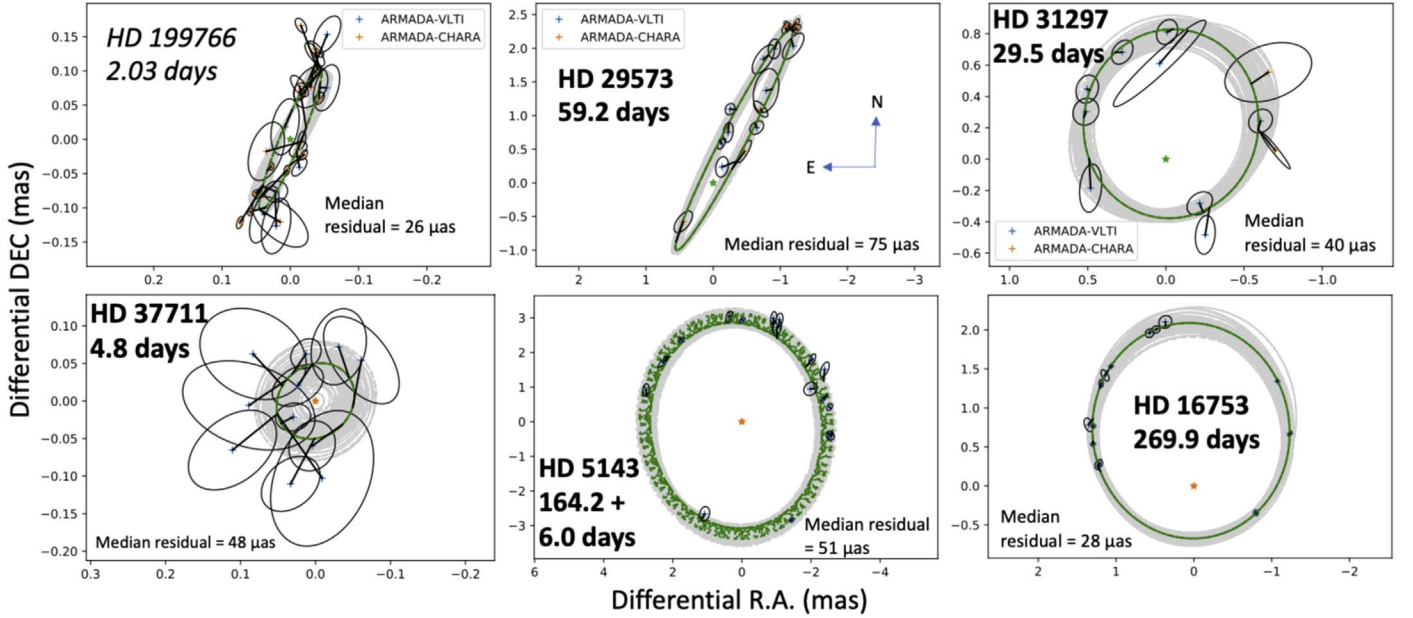 Differential DEC (mas)
HD 199766
2.03 days
ARMADA-VLTI
ARMADA-CHARA
Median
residual = 26 µas
0.15
0.10
0.05
0.00
−0.05
−0.10
−0.15
0.2
0.0
−0.2
HD 29573
59.2 days
ARMADA-VLTI
ARMADA-CHARA
N
E
Median residual = 75 µas
2.5
2.0
1.5
1.0
0.5
0.0
−0.5
−1.0
2
1
0
−1
−2
−3
HD 31297
29.5 days
ARMADA-VLTI
ARMADA-CHARA
Median
residual = 40 µas
0.8
0.6
0.4
0.2
0.0
−0.2
−0.4
−0.6
1.0
0.5
0.0
−0.5
−1.0
HD 37711
4.8 days
Median residual = 48 µas
0.10
0.05
0.00
−0.05
−0.10
−0.15
−0.20
0.3
0.2
0.1
0.0
−0.1
−0.2
HD 5143
164.2 +
6.0 days
Median residual
= 51 µas
3
2
1
0
−1
−2
−3
6
4
2
0
−2
−4
HD 16753
269.9 days
Median
residual = 28 µas
2.0
1.5
1.0
0.5
0.0
−0.5
2
1
0
−1
−2
Differential R.A. (mas)